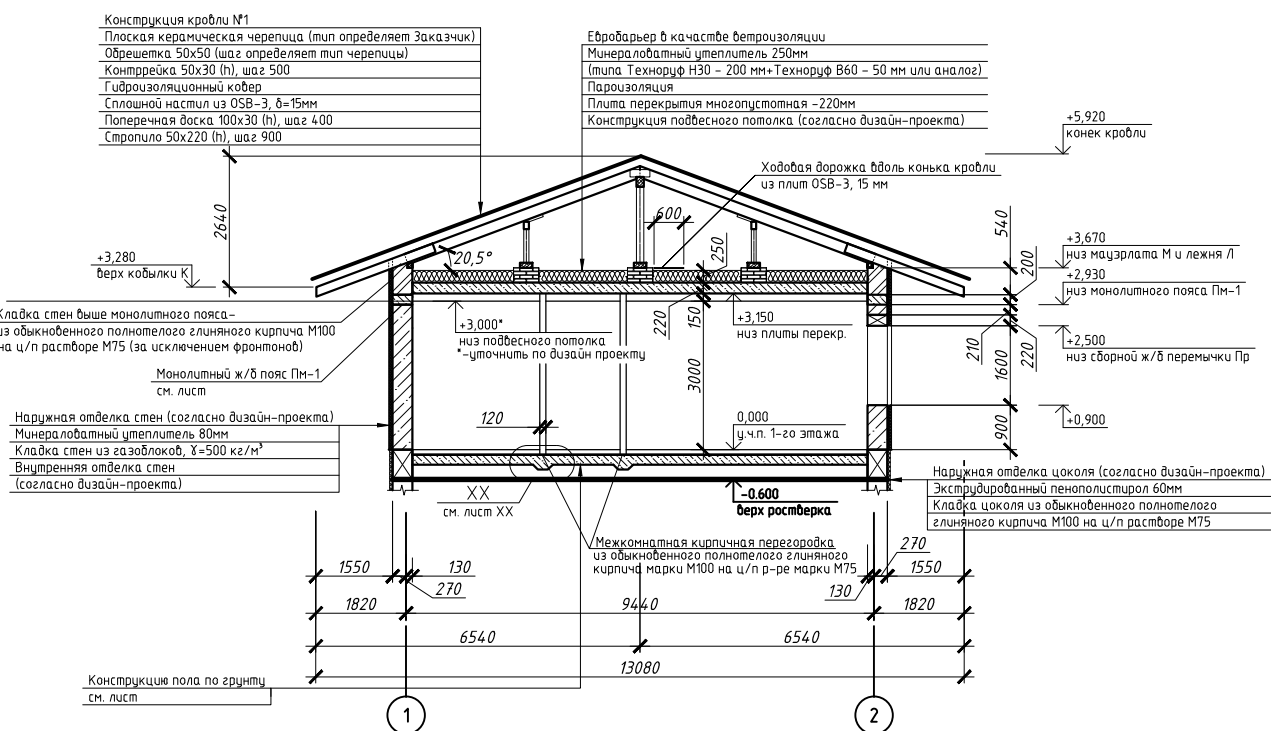 Конструкция кровли №1
Плоская керамическая черепица (тип определяет Заказчик)
Обрешетка 50х50 (шаг определяет тип черепицы)
Контррейка 50х30 (h), шаг 500
Гидроизоляционный ковер
Сплошной настил из OSB-3, δ=15мм
Поперечная доска 100х30 (h), шаг 400
Стропило 50х220 (h), шаг 900
Евробарьер в качестве ветроизоляции
Минераловатный утеплитель 250мм
(типа Техноруф Н30 - 200 мм+Техноруф В60 - 50 мм или аналог)
Пароизоляция
Плита перекрытия многопустотная -220мм
Конструкция подвесного потолка (согласно дизайн-проекта)
+5,920
конек кровли
Ходовая дорожка вдоль конька кровли
из плит OSB-3, 15 мм
2640
600
540
+3,280
верх кобылки К
20,5°
250
200
+3,670
низ мауэрлата М и лежня Л
+2,930
низ монолитного пояса Пм-1
Кладка стен выше монолитного пояса-
из обыкновенного полнотелого глиняного кирпича М100
на ц/п растворе М75 (за исключением фронтонов)
+3,000*
низ подвесного потолка
*-уточнить по дизайн проекту
220
150
+3,150
низ плиты перекр.
210
220
+2,500
низ сборной ж/б перемычки Пр
Монолитный ж/б пояс Пм-1
см. лист
3000
1600
Наружная отделка стен (согласно дизайн-проекта)
Минераловатный утеплитель 80мм
Кладка стен из газоблоков, ɣ=500 кг/м³
Внутренняя отделка стен
(согласно дизайн-проекта)
120
0,000
у.ч.п. 1-го этажа
900
+0,900
XX
см. лист XX
-0.600
верх ростверка
Наружная отделка цоколя (согласно дизайн-проекта)
Экструдированный пенополистирол 60мм
Кладка цоколя из обыкновенного полнотелого
глиняного кирпича М100 на ц/п растворе М75
Межкомнатная кирпичная перегородка
из обыкновенного полнотелого глиняного
кирпича марки М100 на ц/п р-ре марки М75
1550
130
270
130
270
1550
1820
9440
1820
6540
6540
13080
Конструкцию пола по грунту
см. лист
1
2